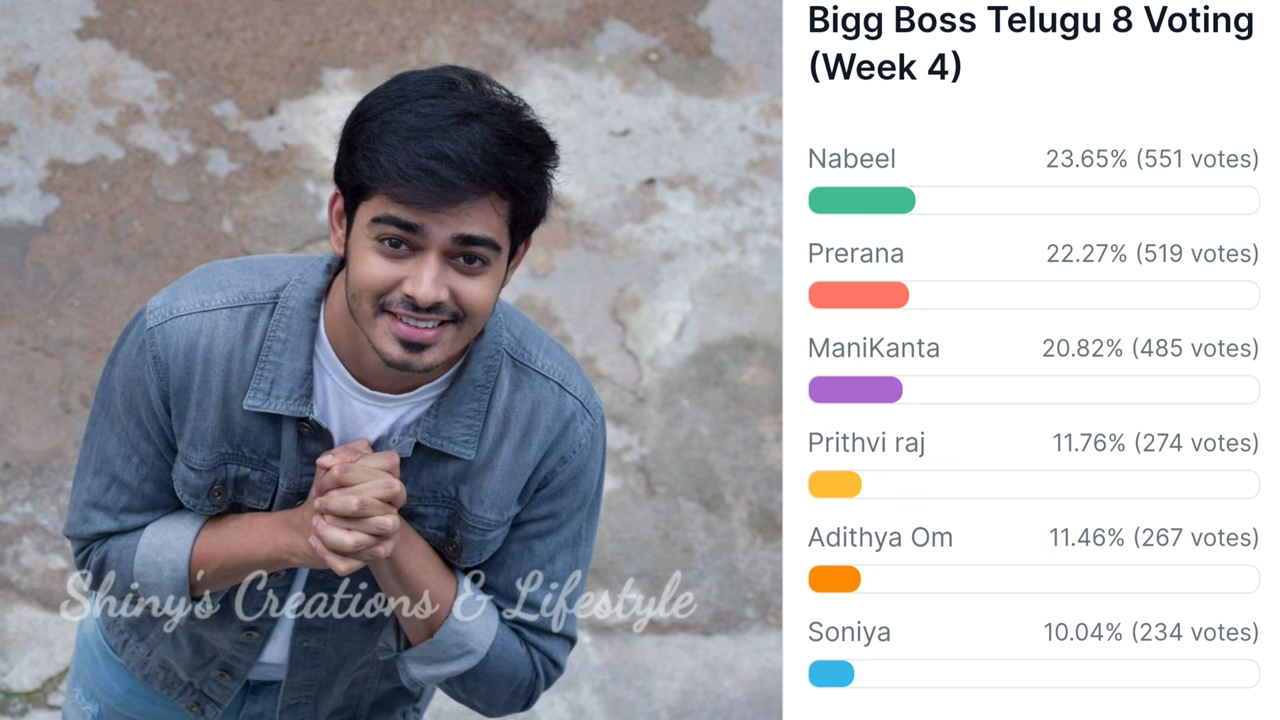 Bigg Boss Telugu 8 Voting
(Week 4)
Nabeel 23.65% (551 votes)
Prerana 22.27% (519 votes)
ManiKanta 20.82% (485 votes)
Prithvi raj 11.76% (274 votes)
Adithya Om 11.46% (267 votes)
Soniya 10.04% (234 votes)
Shiny's Creations & Lifestyle